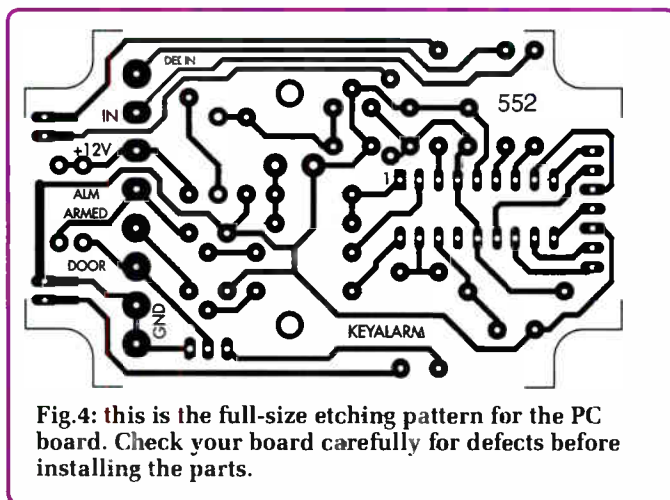 DEC IN
IN
552
+12V
1
ALM
ARMED
DOOR
GND
KEYALARM
Fig.4: this is the full-size etching pattern for the PC
board. Check your board carefully for defects before
installing the parts.